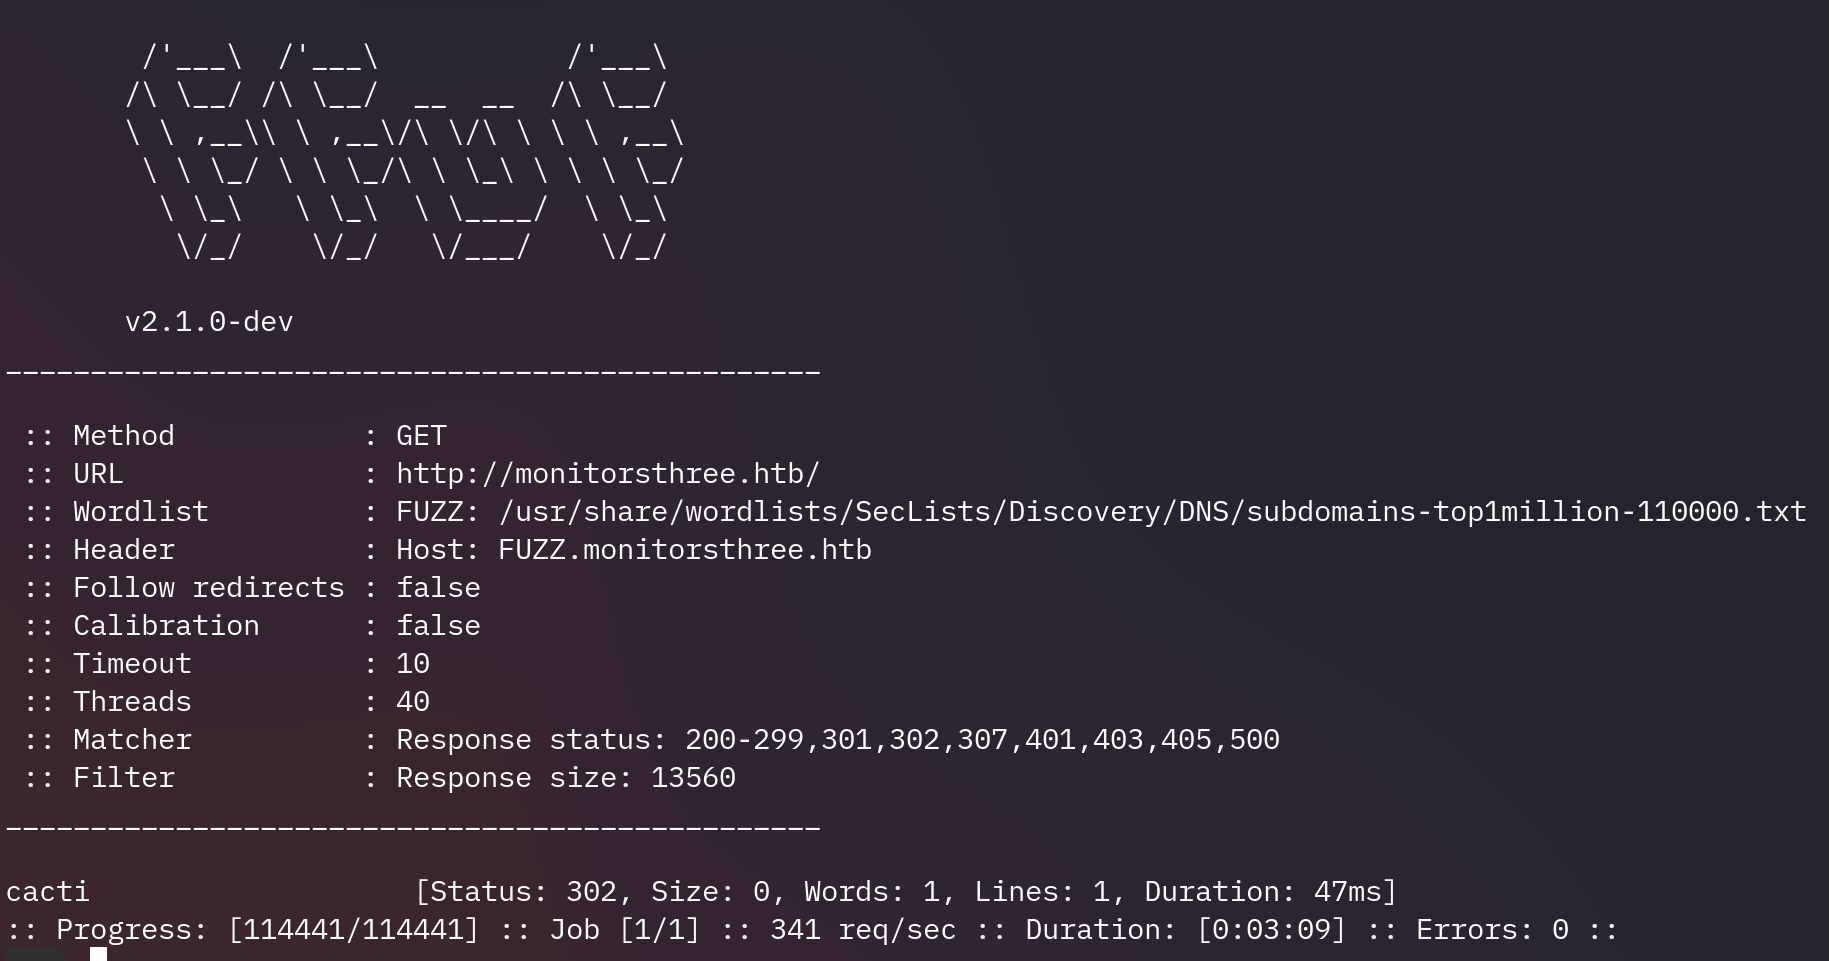 /'___\  /'___\           /'___\
       /\ \__/ /\ \__/  __  __  /\ \__/
       \ \ ,__\\ \ ,__\/\ \/\ \ \ \ ,__\
        \ \ \_/ \ \ \_/\ \ \_\ \ \ \ \_/
         \ \_\   \ \_\  \ \____/  \ \_\
          \/_/    \/_/   \/___/    \/_/
       v2.1.0-dev
________________________________________________
 :: Method           : GET
 :: URL              : http://monitorsthree.htb/
 :: Wordlist         : FUZZ: /usr/share/wordlists/SecLists/Discovery/DNS/subdomains-top1million-110000.txt
 :: Header           : Host: FUZZ.monitorsthree.htb
 :: Follow redirects : false
 :: Calibration      : false
 :: Timeout          : 10
 :: Threads          : 40
 :: Matcher          : Response status: 200-299,301,302,307,401,403,405,500
 :: Filter           : Response size: 13560
________________________________________________
cacti                   [Status: 302, Size: 0, Words: 1, Lines: 1, Duration: 47ms]
:: Progress: [114441/114441] :: Job [1/1] :: 341 req/sec :: Duration: [0:03:09] :: Errors: 0 ::